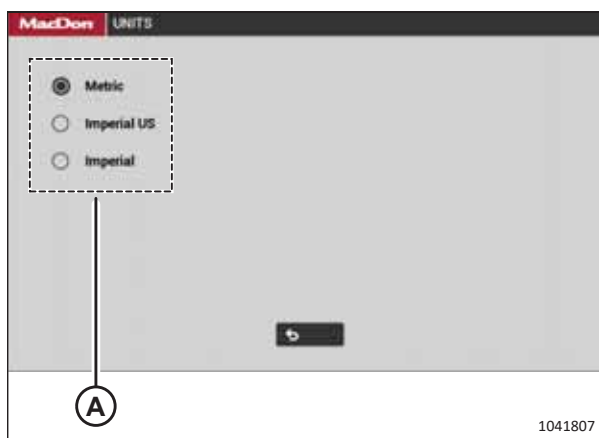 MacDon UNITS
Metric
Imperial US
Imperial
A
1041807